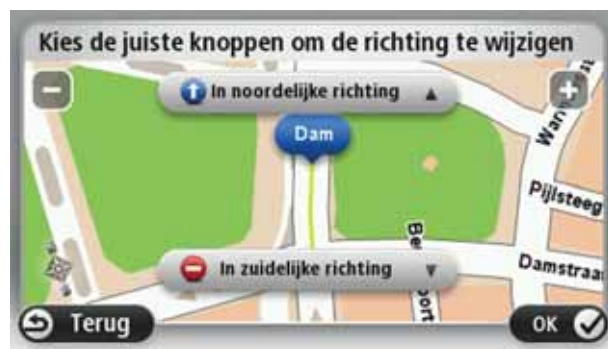 Kies de juiste knoppen om de richting te wijzigen
In noordelijke richting
Dam
Pijlsteeg
Damstraa
In zuidelijke richting
Terug
OK